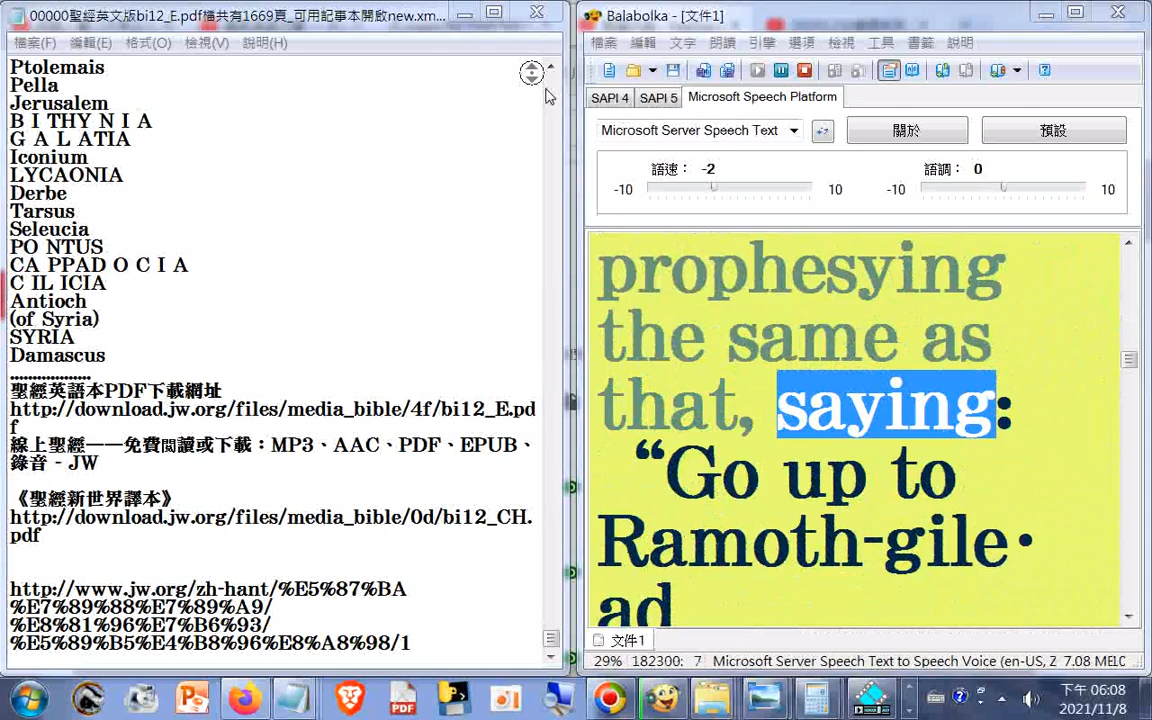 00000聖經英文版bi12_E.pdf檔共有1669頁_可用記事本開啟new.xm...
檔案(F) 編輯(E) 格式(O) 檢視(V) 說明(H)
Ptolemais
Pella
Jerusalem
B I THY N I A
G A L ATIA
Iconium
LYCAONIA
Derbe
Tarsus
Seleucia
PO NTUS
CA PPAD O C I A
C IL ICIA
Antioch
(of Syria)
SYRIA
Damascus
..................
聖經英語本PDF下載網址
http://download.jw.org/files/media_bible/4f/bi12_E.pd
f
線上聖經——免費閱讀或下載：MP3、AAC、PDF、EPUB、
錄音 - JW
《聖經新世界譯本》
http://download.jw.org/files/media_bible/0d/bi12_CH.
pdf
http://www.jw.org/zh-hant/%E5%87%BA
%E7%89%88%E7%89%A9/
%E8%81%96%E7%B6%93/
%E5%89%B5%E4%B8%96%E8%A8%98/1
Balabolka - [文件1]
檔案 編輯 文字 朗讀 引擎 選項 檢視 工具 書籤 說明
SAPI 4 SAPI 5 Microsoft Speech Platform
Microsoft Server Speech Text 關於 預設
語速： -2 語調： 0
-10 10 -10 10
prophesying
the same as
that, saying:
“Go up to
Ramoth-gile·
ad
文件1
29% 182300: 7 Microsoft Server Speech Text to Speech Voice (en-US, Z 7.08 MELC
下午 06:08
2021/11/8